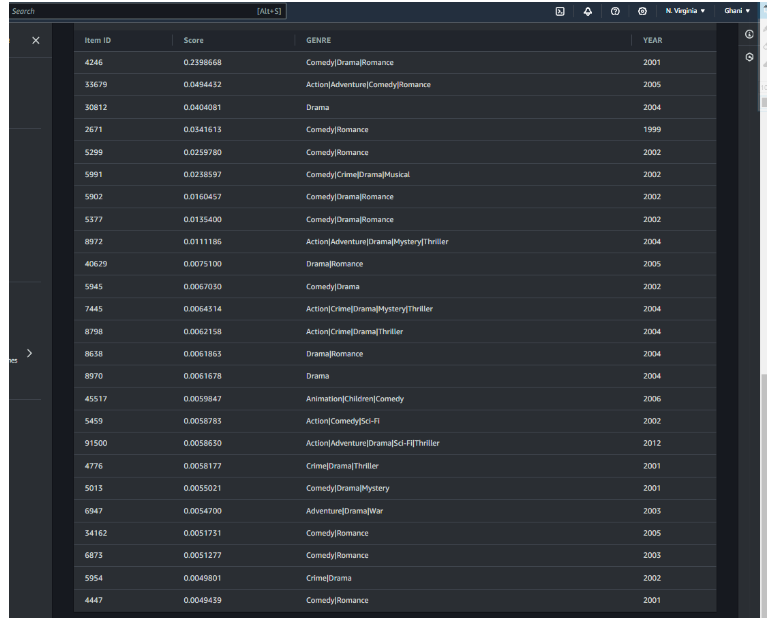 Search [Alt+S] N. Virginia ▼ Ghani ▼
Item ID Score GENRE YEAR
4246 0.2398668 Comedy|Drama|Romance 2001
33679 0.0494432 Action|Adventure|Comedy|Romance 2005
30812 0.0404081 Drama 2004
2671 0.0341613 Comedy|Romance 1999
5299 0.0259780 Comedy|Romance 2002
5991 0.0238597 Comedy|Crime|Drama|Musical 2002
5902 0.0160457 Comedy|Drama|Romance 2002
5377 0.0135400 Comedy|Drama|Romance 2002
8972 0.0111186 Action|Adventure|Drama|Mystery|Thriller 2004
40629 0.0075100 Drama|Romance 2005
5945 0.0067030 Comedy|Drama 2002
7445 0.0064314 Action|Crime|Drama|Mystery|Thriller 2004
8798 0.0062158 Action|Crime|Drama|Thriller 2004
8638 0.0061863 Drama|Romance 2004
8970 0.0061678 Drama 2004
45517 0.0059847 Animation|Children|Comedy 2006
5459 0.0058783 Action|Comedy|Sci-Fi 2002
91500 0.0058630 Action|Adventure|Drama|Sci-Fi|Thriller 2012
4776 0.0058177 Crime|Drama|Thriller 2001
5013 0.0055021 Comedy|Drama|Mystery 2001
6947 0.0054700 Adventure|Drama|War 2003
34162 0.0051731 Comedy|Romance 2005
6873 0.0051277 Comedy|Romance 2003
5954 0.0049801 Crime|Drama 2002
4447 0.0049439 Comedy|Romance 2001